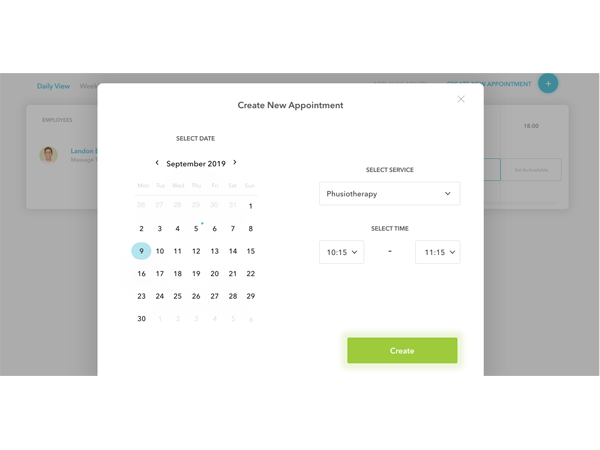 Daily View
CREATE NEW APPOINTMENT +
Create New Appointment
EMPLOYEES
18:00
SELECT DATE
September 2019
SELECT SERVICE
Mon Tue Wed Thu Fri Sat Sun
26 27 28 29 30 31 1
Phusiotherapy
2 3 4 5 6 7 8
SELECT TIME
9 10 11 12 13 14 15
10:15 - 11:15
16 17 18 19 20 21 22
23 24 25 26 27 28 29
30 1 2 3 4 5 6
Create
Landon
Set As Available